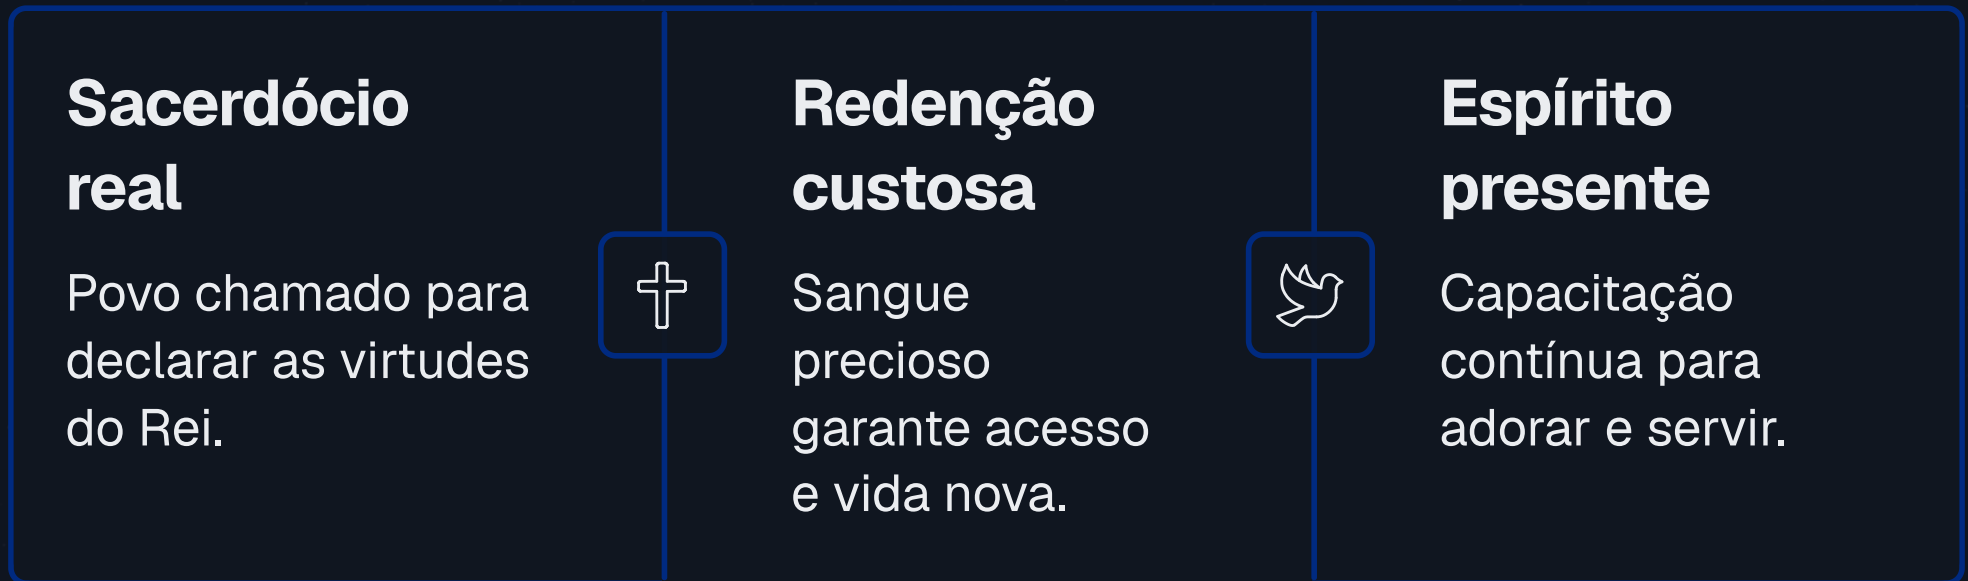 Sacerdócio
real
Povo chamado para
declarar as virtudes
do Rei.
Redenção
custosa
Sangue
precioso
garante acesso
e vida nova.
Espírito
presente
Capacitação
contínua para
adorar e servir.